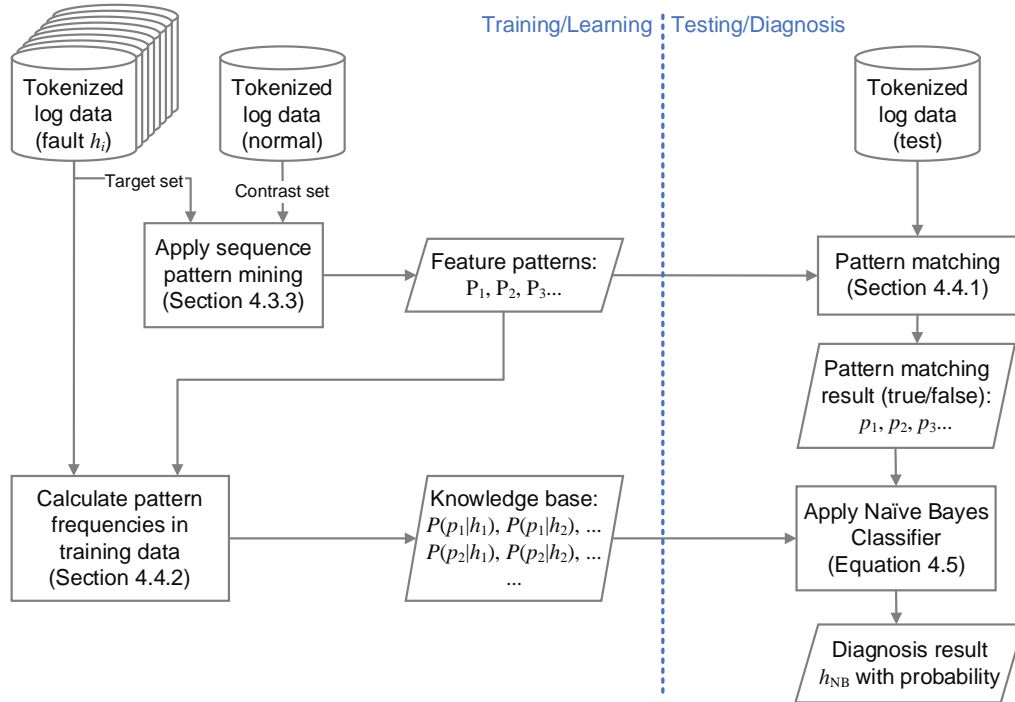 Training/Learning
Testing/Diagnosis
Tokenized
log data
(fault hᵢ)
Tokenized
log data
(normal)
Tokenized
log data
(test)
Target set
Contrast set
Apply sequence
pattern mining
(Section 4.3.3)
Feature patterns:
P₁, P₂, P₃...
Pattern matching
(Section 4.4.1)
Pattern matching
result (true/false):
p₁, p₂, p₃...
Calculate pattern
frequencies in
training data
(Section 4.4.2)
Knowledge base:
P(p₁|h₁), P(p₁|h₂), ...
P(p₂|h₁), P(p₂|h₂), ...
...
Apply Naïve Bayes
Classifier
(Equation 4.5)
Diagnosis result
h_NB with probability